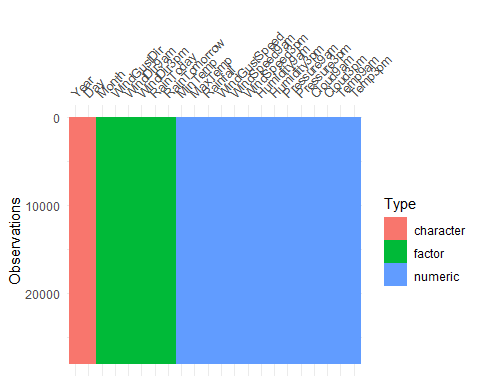 Year
Day
Month
WindGustDir
WindDir9am
WindDir3pm
RainToday
RainTomorrow
MinTemp
MaxTemp
Rainfall
WindGustSpeed
WindSpeed9am
WindSpeed3pm
Humidity9am
Humidity3pm
Pressure9am
Pressure3pm
Cloud9am
Cloud3pm
Temp9am
Temp3pm
0
10000
20000
Observations
Type
character
factor
numeric